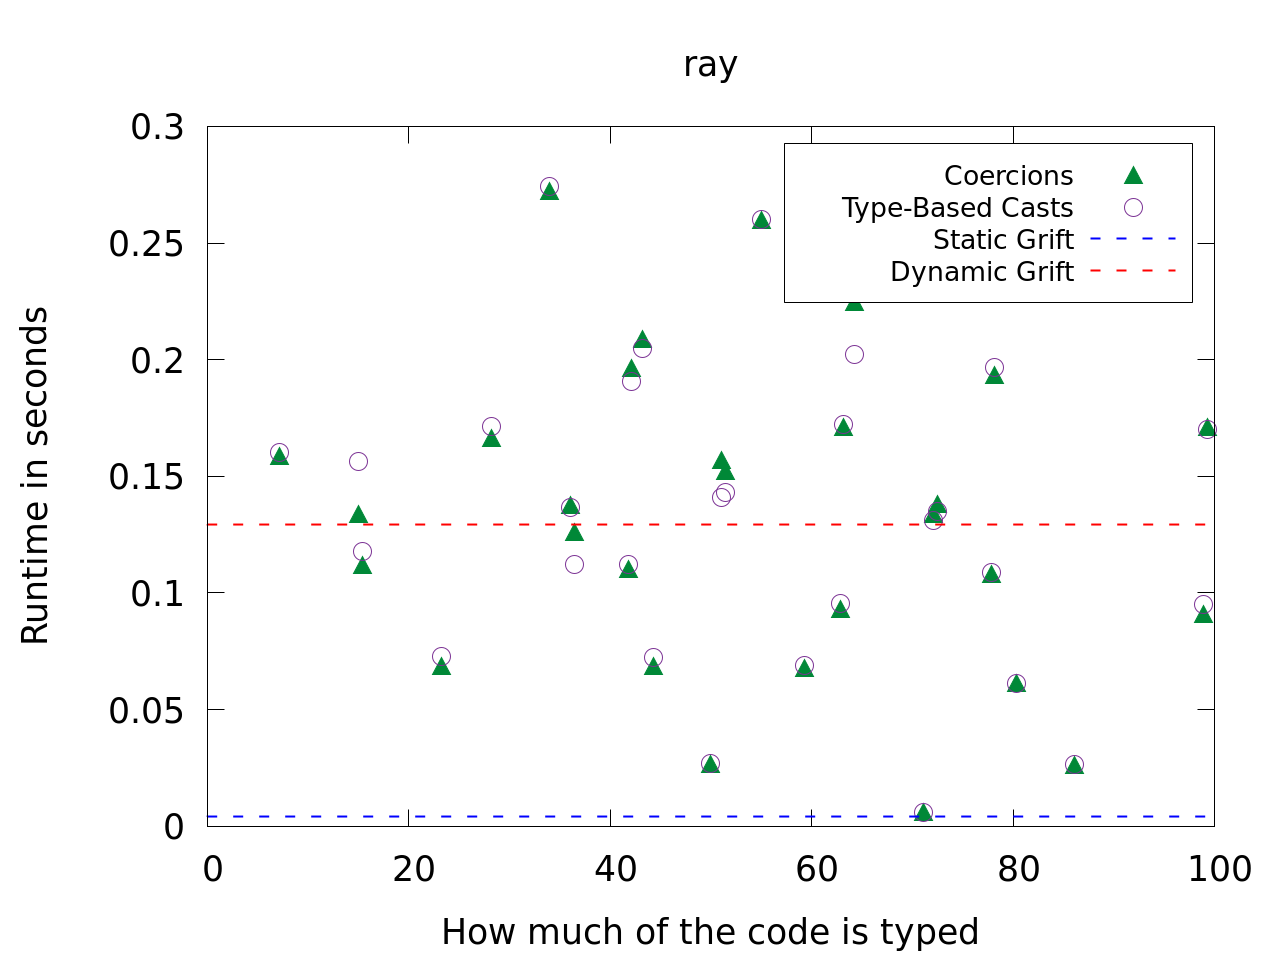 ray
0.3
0.25
0.2
0.15
0.1
0.05
0
Runtime in seconds
Coercions
Type-Based Casts
Static Grift
Dynamic Grift
0 20 40 60 80 100
How much of the code is typed